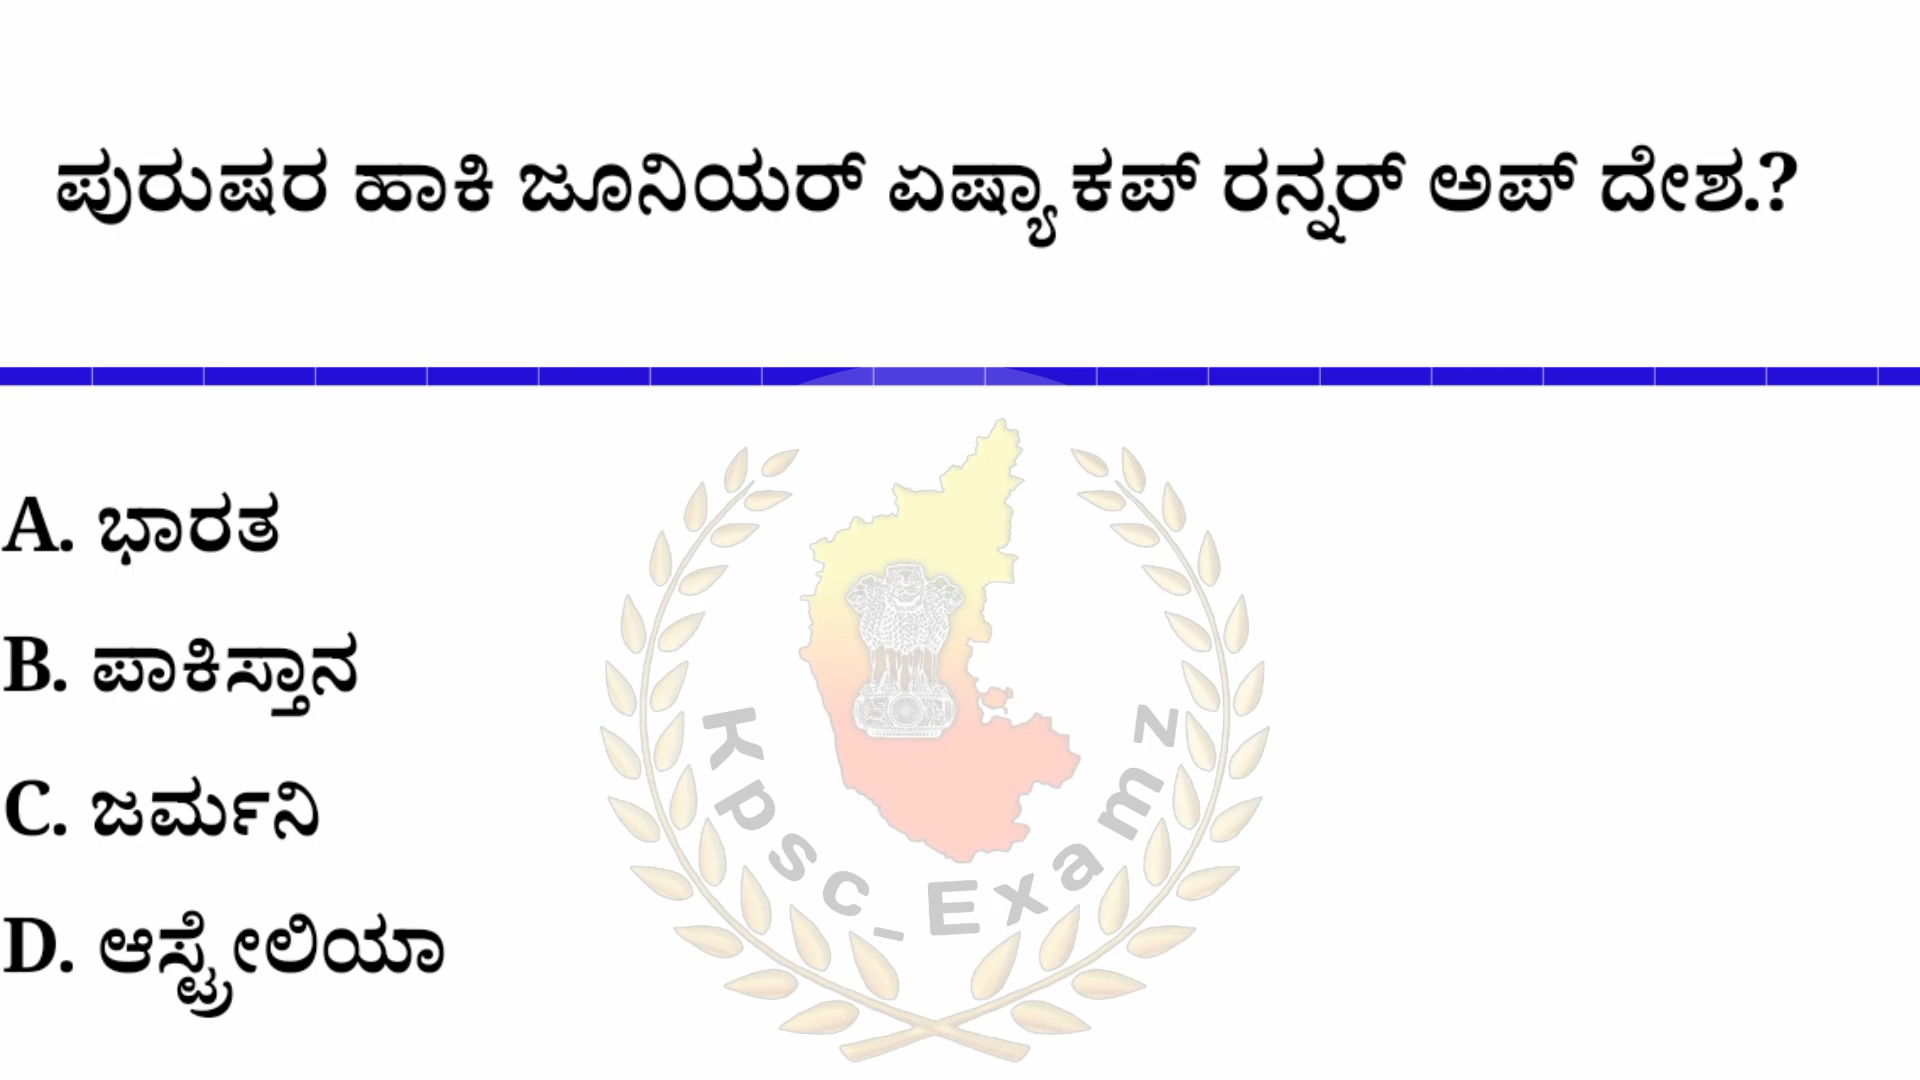 ಪುರುಷರ ಹಾಕಿ ಜೂನಿಯರ್ ಏಷ್ಯಾ ಕಪ್ ರನ್ನರ್ ಅಪ್ ದೇಶ.?
A. ಭಾರತ
B. ಪಾಕಿಸ್ತಾನ
C. ಜರ್ಮನಿ
D. ಆಸ್ಟ್ರೇಲಿಯಾ
Kpsc_Examz